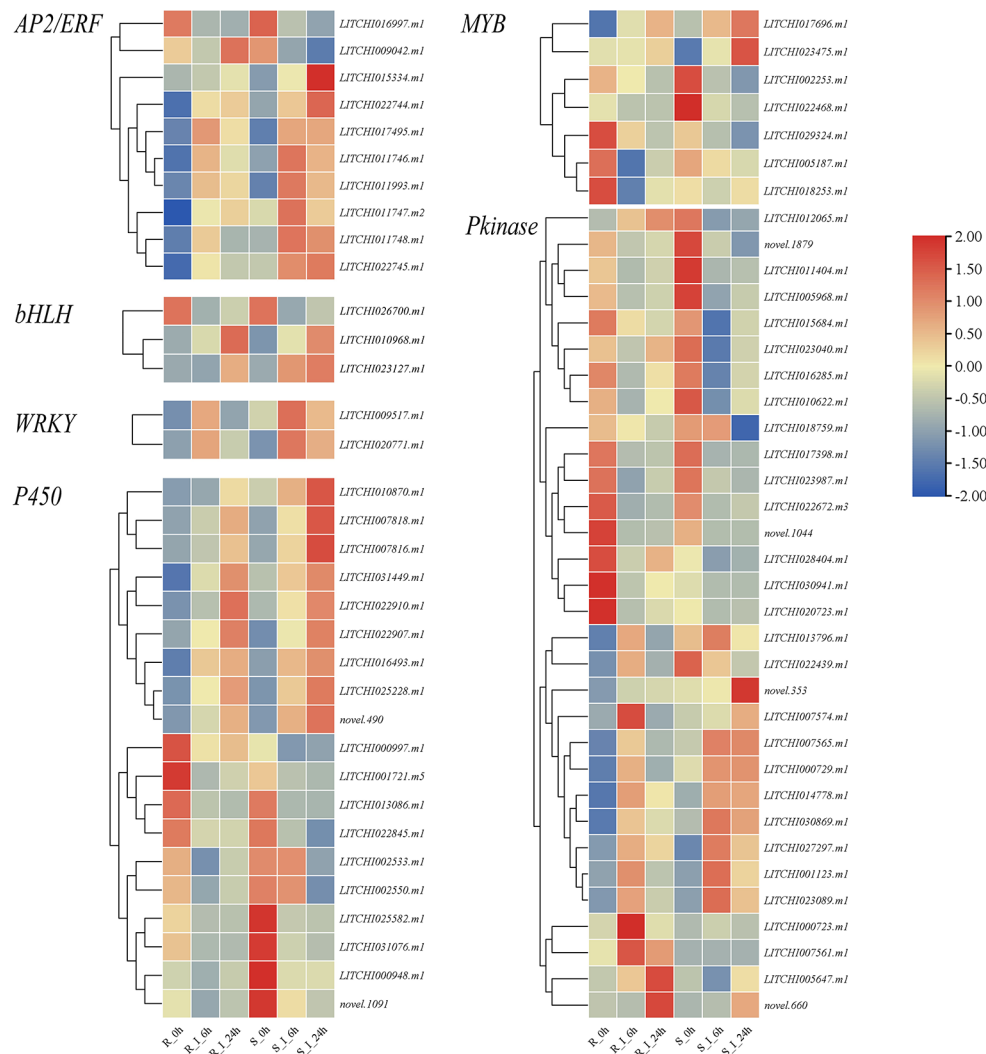 AP2/ERF
LITCHI016997.m1
LITCHI009042.m1
LITCHI015334.m1
LITCHI022744.m1
LITCHI017495.m1
LITCHI011746.m1
LITCHI011993.m1
LITCHI011747.m2
LITCHI011748.m1
LITCHI022745.m1
bHLH
LITCHI026700.m1
LITCHI010968.m1
LITCHI023127.m1
WRKY
LITCHI009517.m1
LITCHI020771.m1
P450
LITCHI010870.m1
LITCHI007818.m1
LITCHI007816.m1
LITCHI031449.m1
LITCHI022910.m1
LITCHI022907.m1
LITCHI016493.m1
LITCHI025228.m1
novel.490
LITCHI000997.m1
LITCHI001721.m5
LITCHI013086.m1
LITCHI022845.m1
LITCHI002533.m1
LITCHI002550.m1
LITCHI025582.m1
LITCHI031076.m1
LITCHI000948.m1
novel.1091
R_0h R_I_6h R_I_24h S_0h S_I_6h S_I_24h
MYB
LITCHI017696.m1
LITCHI023475.m1
LITCHI002253.m1
LITCHI022468.m1
LITCHI029324.m1
LITCHI005187.m1
LITCHI018253.m1
Pkinase
LITCHI012065.m1
novel.1879
LITCHI011404.m1
LITCHI005968.m1
LITCHI015684.m1
LITCHI023040.m1
LITCHI016285.m1
LITCHI010622.m1
LITCHI018759.m1
LITCHI017398.m1
LITCHI023987.m1
LITCHI022672.m3
novel.1044
LITCHI028404.m1
LITCHI030941.m1
LITCHI020723.m1
LITCHI013796.m1
LITCHI022439.m1
novel.353
LITCHI007574.m1
LITCHI007565.m1
LITCHI000729.m1
LITCHI014778.m1
LITCHI030869.m1
LITCHI027297.m1
LITCHI001123.m1
LITCHI023089.m1
LITCHI000723.m1
LITCHI007561.m1
LITCHI005647.m1
novel.660
R_0h R_I_6h R_I_24h S_0h S_I_6h S_I_24h
2.00
1.50
1.00
0.50
0.00
-0.50
-1.00
-1.50
-2.00